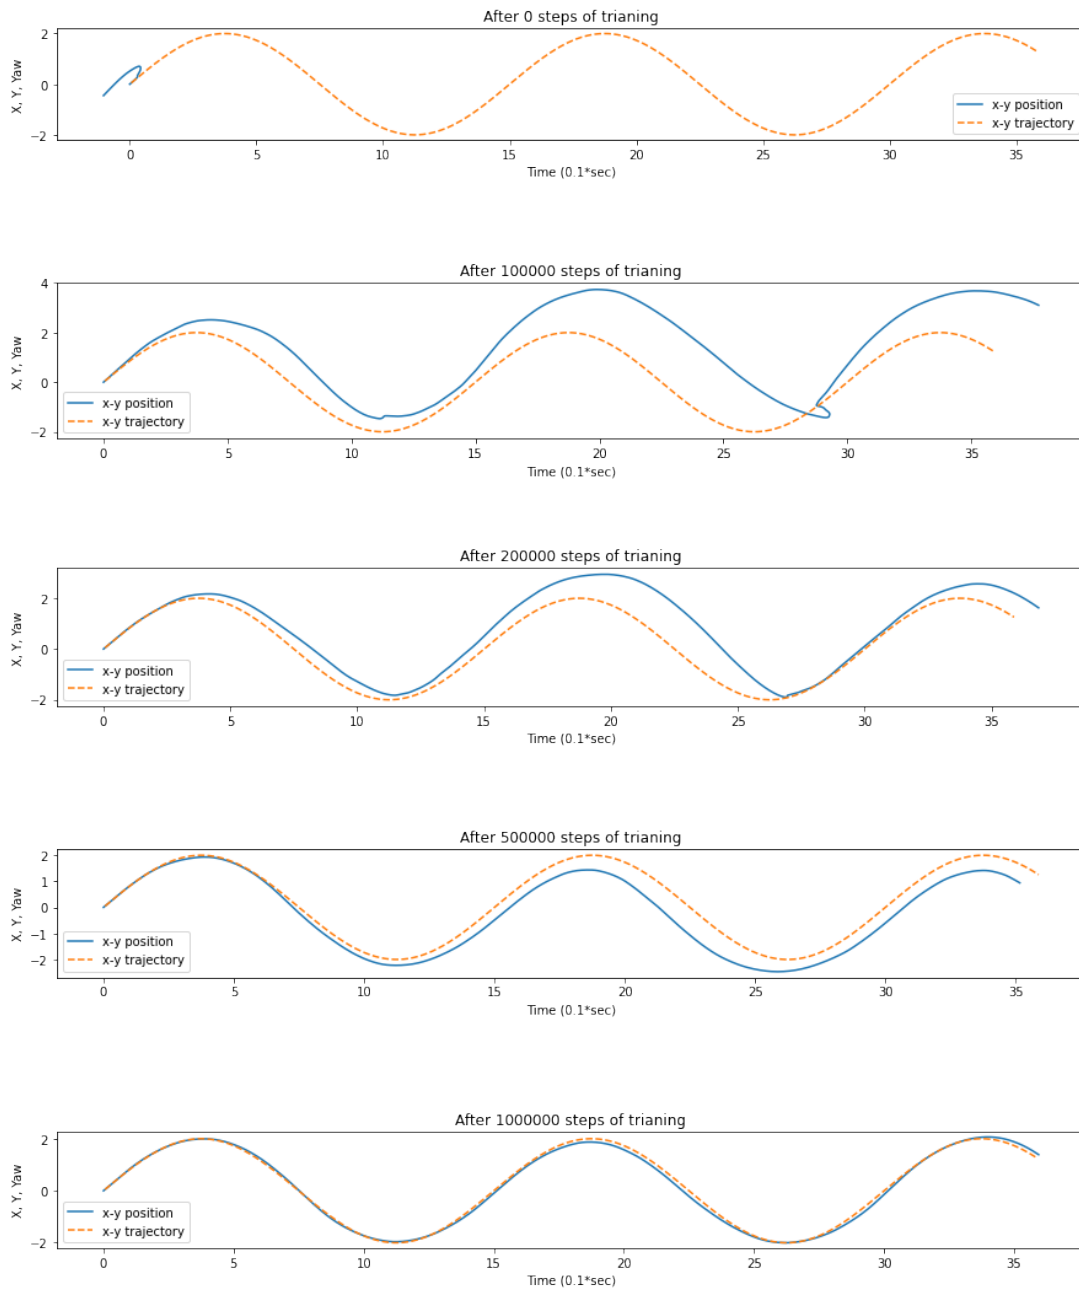 After 0 steps of trianing
2
0
−2
X, Y, Yaw
x-y position
x-y trajectory
0 5 10 15 20 25 30 35
Time (0.1*sec)
After 100000 steps of trianing
4
2
0
−2
X, Y, Yaw
x-y position
x-y trajectory
0 5 10 15 20 25 30 35
Time (0.1*sec)
After 200000 steps of trianing
2
0
−2
X, Y, Yaw
x-y position
x-y trajectory
0 5 10 15 20 25 30 35
Time (0.1*sec)
After 500000 steps of trianing
2
1
0
−1
−2
X, Y, Yaw
x-y position
x-y trajectory
0 5 10 15 20 25 30 35
Time (0.1*sec)
After 1000000 steps of trianing
2
0
−2
X, Y, Yaw
x-y position
x-y trajectory
0 5 10 15 20 25 30 35
Time (0.1*sec)